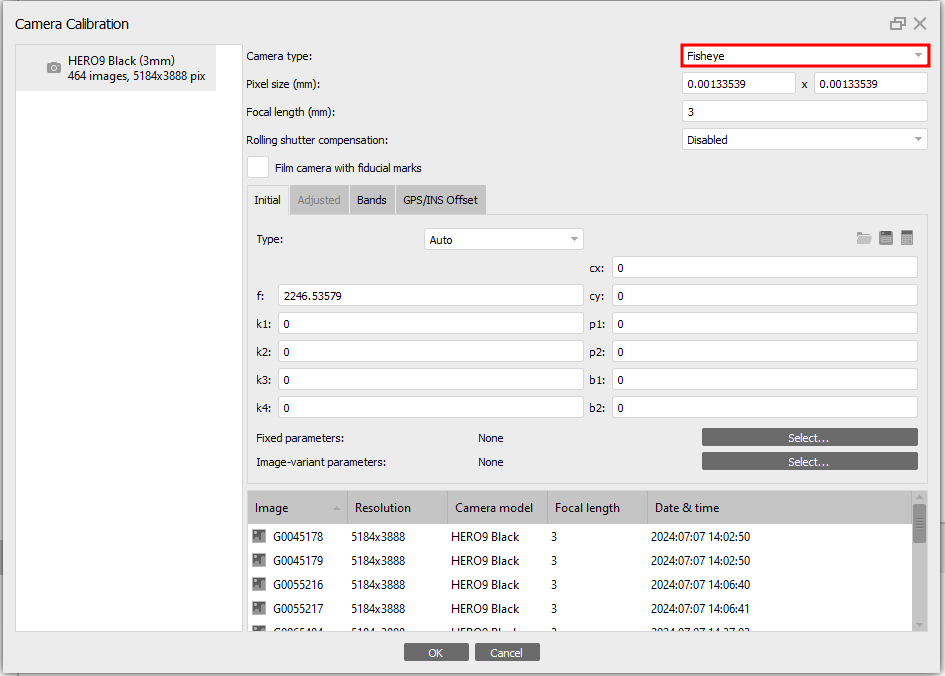 Camera Calibration
HERO9 Black (3mm)
464 images, 5184x3888 pix
Camera type:
Fisheye
Pixel size (mm):
0.00133539 x 0.00133539
Focal length (mm):
3
Rolling shutter compensation:
Disabled
Film camera with fiducial marks
Initial Adjusted Bands GPS/INS Offset
Type: Auto
cx: 0
f: 2246.53579 cy: 0
k1: 0 p1: 0
k2: 0 p2: 0
k3: 0 b1: 0
k4: 0 b2: 0
Fixed parameters: None Select...
Image-variant parameters: None Select...
Image Resolution Camera model Focal length Date & time
G0045178 5184x3888 HERO9 Black 3 2024:07:07 14:02:50
G0045179 5184x3888 HERO9 Black 3 2024:07:07 14:02:50
G0055216 5184x3888 HERO9 Black 3 2024:07:07 14:06:40
G0055217 5184x3888 HERO9 Black 3 2024:07:07 14:06:41
5184x3888 HERO9 Black 3
OK Cancel